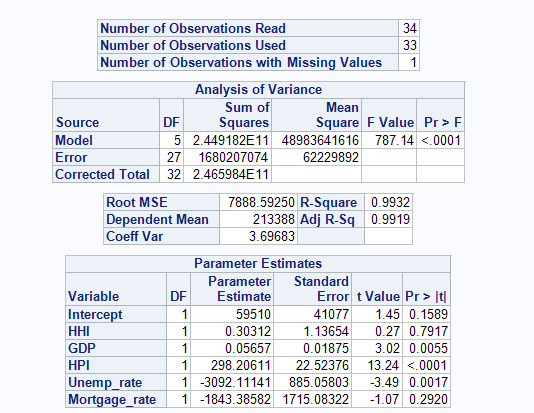 Number of Observations Read 34
Number of Observations Used 33
Number of Observations with Missing Values 1
Analysis of Variance
Sum of Mean
Source DF Squares Square F Value Pr > F
Model 5 2.449182E11 48983641616 787.14 <.0001
Error 27 1680207074 62229892
Corrected Total 32 2.465984E11
Root MSE 7888.59250 R-Square 0.9932
Dependent Mean 213388 Adj R-Sq 0.9919
Coeff Var 3.69683
Parameter Estimates
Parameter Standard
Variable DF Estimate Error t Value Pr > |t|
Intercept 1 59510 41077 1.45 0.1589
HHI 1 0.30312 1.13654 0.27 0.7917
GDP 1 0.05657 0.01875 3.02 0.0055
HPI 1 298.20611 22.52376 13.24 <.0001
Unemp_rate 1 -3092.11141 885.05803 -3.49 0.0017
Mortgage_rate 1 -1843.38582 1715.08322 -1.07 0.2920